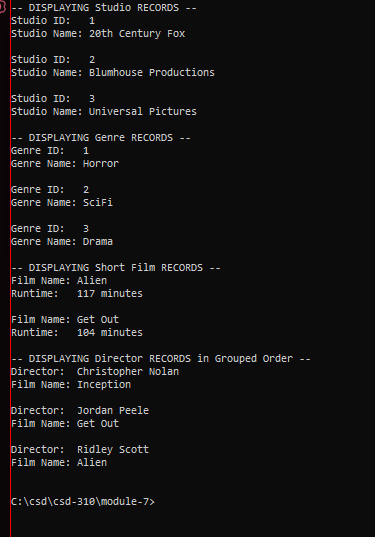 -- DISPLAYING Studio RECORDS --
Studio ID:   1
Studio Name: 20th Century Fox
Studio ID:   2
Studio Name: Blumhouse Productions
Studio ID:   3
Studio Name: Universal Pictures
-- DISPLAYING Genre RECORDS --
Genre ID:   1
Genre Name: Horror
Genre ID:   2
Genre Name: SciFi
Genre ID:   3
Genre Name: Drama
-- DISPLAYING Short Film RECORDS --
Film Name: Alien
Runtime:   117 minutes
Film Name: Get Out
Runtime:   104 minutes
-- DISPLAYING Director RECORDS in Grouped Order --
Director:  Christopher Nolan
Film Name: Inception
Director:  Jordan Peele
Film Name: Get Out
Director:  Ridley Scott
Film Name: Alien
C:\csd\csd-310\module-7>